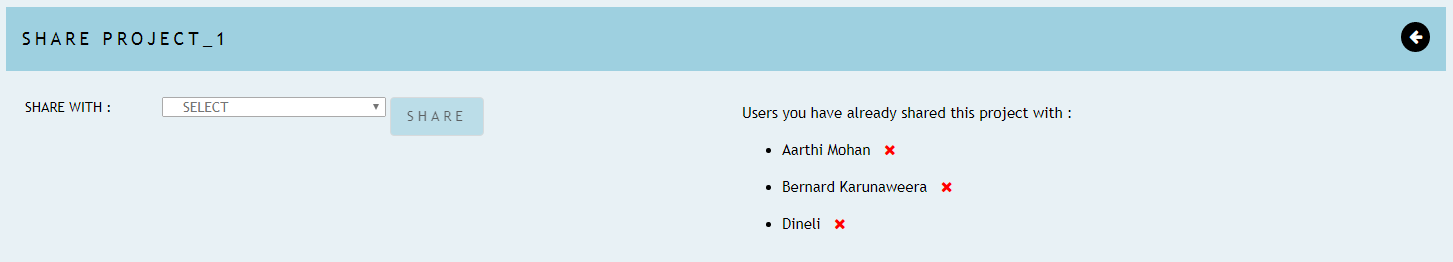 SHARE PROJECT_1
SHARE WITH :
SELECT
SHARE
Users you have already shared this project with :
Aarthi Mohan
Bernard Karunaweera
Dineli